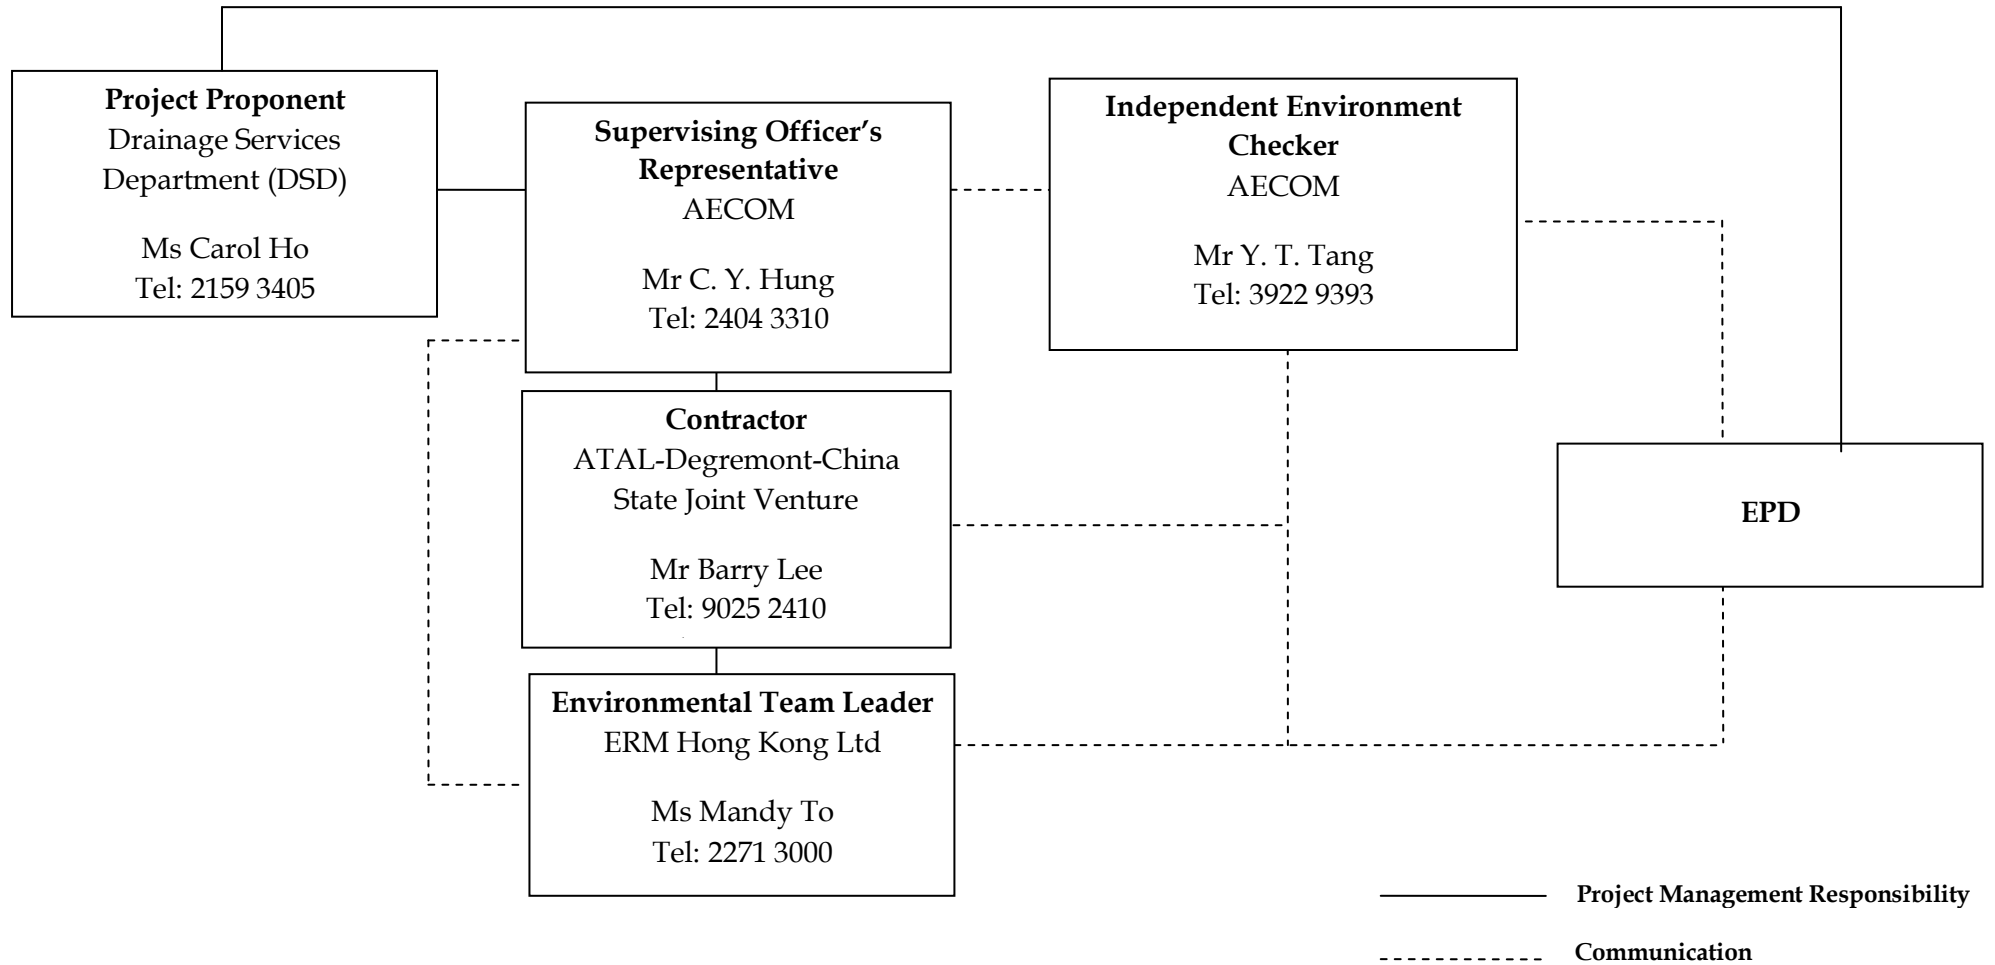 Project Proponent
Drainage Services
Department (DSD)
Ms Carol Ho
Tel: 2159 3405
Supervising Officer’s
Representative
AECOM
Mr C. Y. Hung
Tel: 2404 3310
Independent Environment
Checker
AECOM
Mr Y. T. Tang
Tel: 3922 9393
Contractor
ATAL-Degremont-China
State Joint Venture
Mr Barry Lee
Tel: 9025 2410
EPD
Environmental Team Leader
ERM Hong Kong Ltd
Ms Mandy To
Tel: 2271 3000
Project Management Responsibility
Communication